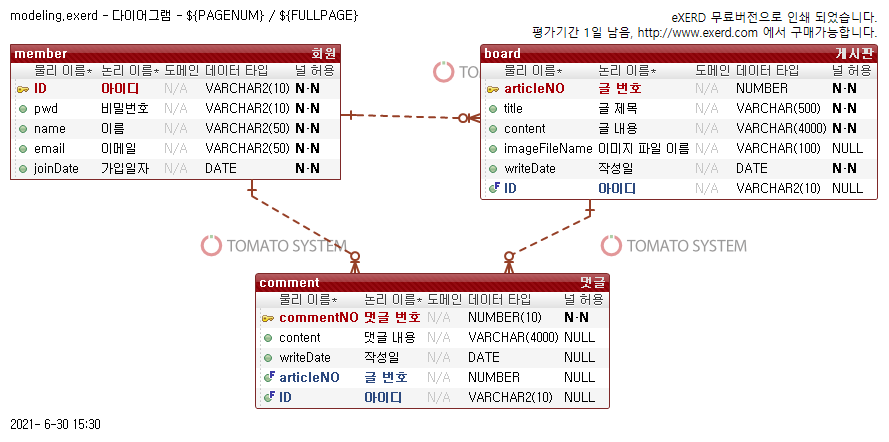 modeling.exerd - 다이어그램 - ${PAGENUM} / ${FULLPAGE}
eXERD 무료버전으로 인쇄 되었습니다.
평가기간 1일 남음, http://www.exerd.com 에서 구매가능합니다.
member 회원
물리 이름* 논리 이름* 도메인 데이터 타입 널 허용
ID 아이디 N/A VARCHAR2(10) N·N
pwd 비밀번호 N/A VARCHAR2(10) N·N
name 이름 N/A VARCHAR2(50) N·N
email 이메일 N/A VARCHAR2(50) N·N
joinDate 가입일자 N/A DATE N·N
board 게시판
물리 이름* 논리 이름* 도메인 데이터 타입 널 허용
articleNO 글 번호 N/A NUMBER N·N
title 글 제목 N/A VARCHAR(500) N·N
content 글 내용 N/A VARCHAR(4000) N·N
imageFileName 이미지 파일 이름 N/A VARCHAR(100) NULL
writeDate 작성일 N/A DATE N·N
ID 아이디 N/A VARCHAR2(10) NULL
TOMATO SYSTEM
TOMATO SYSTEM
comment 댓글
물리 이름* 논리 이름* 도메인 데이터 타입 널 허용
commentNO 댓글 번호 N/A NUMBER(10) N·N
content 댓글 내용 N/A VARCHAR(4000) NULL
writeDate 작성일 N/A DATE NULL
articleNO 글 번호 N/A NUMBER NULL
ID 아이디 N/A VARCHAR2(10) NULL
2021- 6-30 15:30